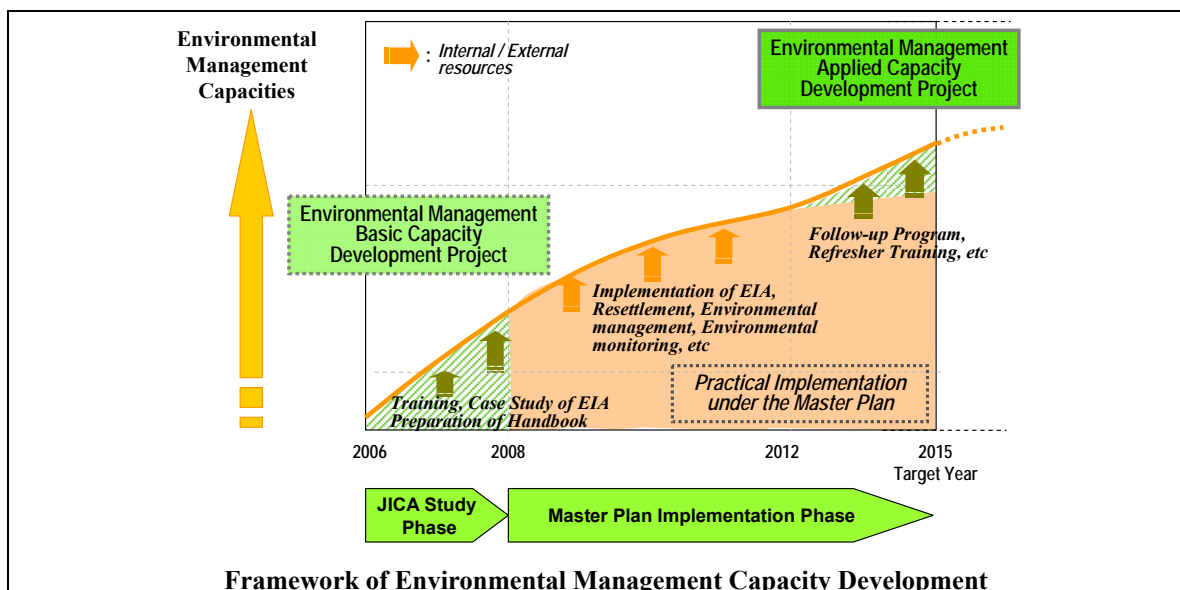 Environmental
Management
Capacities
: Internal / External
resources
Environmental Management
Applied Capacity
Development Project
Environmental Management
Basic Capacity
Development Project
Follow-up Program,
Refresher Training, etc
Implementation of EIA,
Resettlement, Environmental
management, Environmental
monitoring, etc
Practical Implementation
under the Master Plan
Training, Case Study of EIA
Preparation of Handbook
2006
2008
2012
2015
Target Year
JICA Study
Phase
Master Plan Implementation Phase
Framework of Environmental Management Capacity Development